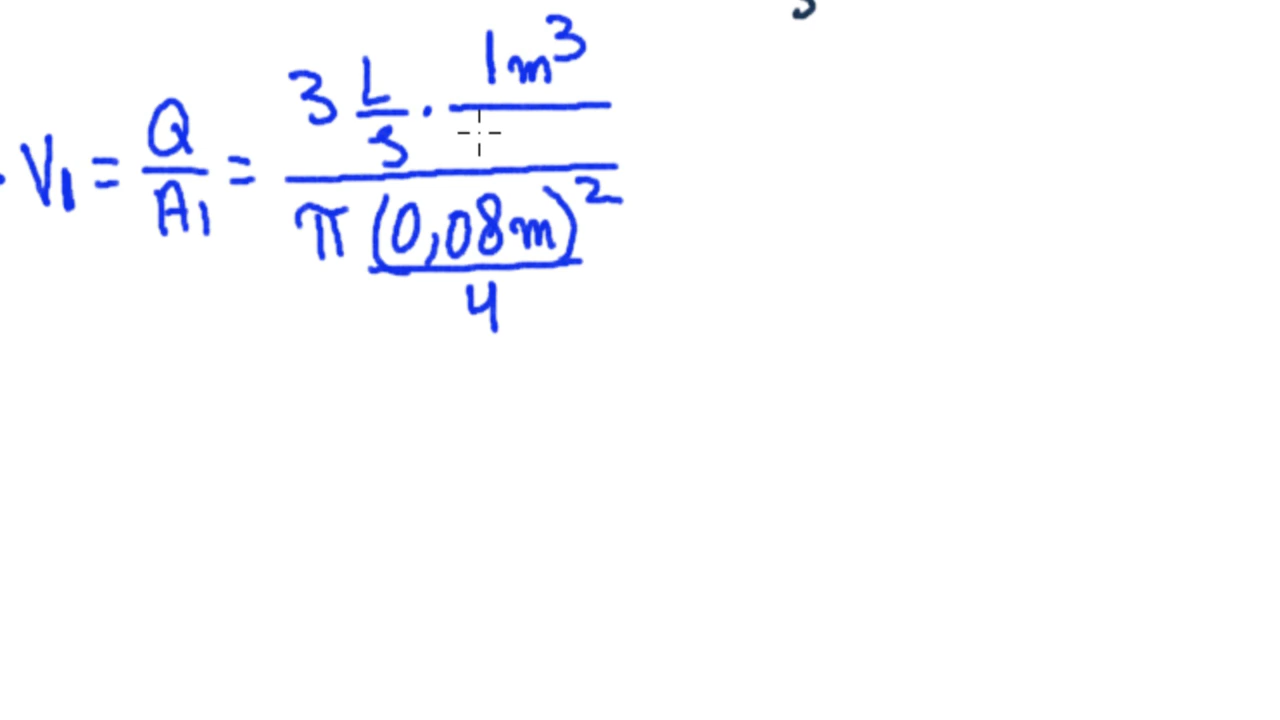 V₁ = Q/A₁ = (3 L/s · 1m³/ ) / (π (0,08m)²/4)